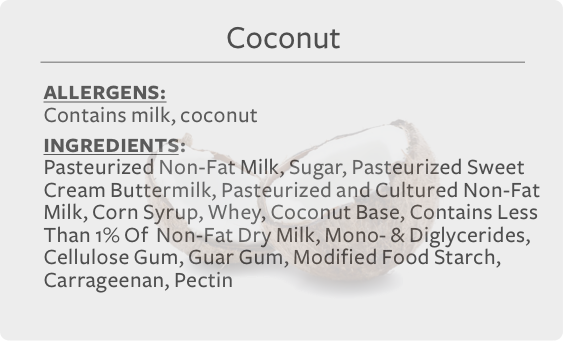 Coconut
ALLERGENS:
Contains milk, coconut
INGREDIENTS:
Pasteurized Non-Fat Milk, Sugar, Pasteurized Sweet
Cream Buttermilk, Pasteurized and Cultured Non-Fat
Milk, Corn Syrup, Whey, Coconut Base, Contains Less
Than 1% Of Non-Fat Dry Milk, Mono- & Diglycerides,
Cellulose Gum, Guar Gum, Modified Food Starch,
Carrageenan, Pectin